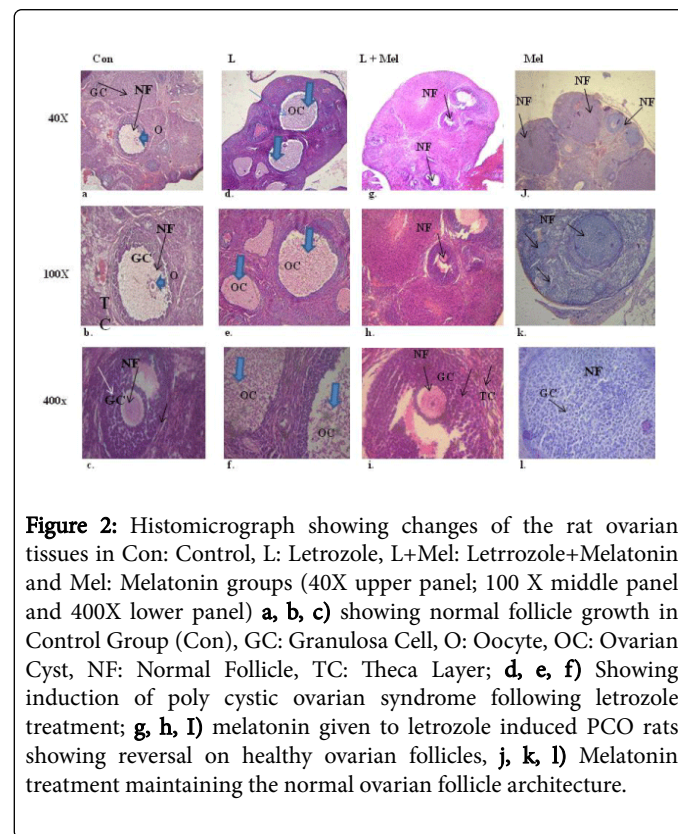 Con L L + Mel Mel
40X
GC NF O
a
OC
d.
NF
NF
g.
NF NF NF
J.
100X
NF
GC O
T
C
b.
OC OC
e.
NF
h.
NF
k.
400x
NF
GC
c.
OC OC
f.
NF
GC TC
i.
NF
GC
l.
Figure 2: Histomicrograph showing changes of the rat ovarian
tissues in Con: Control, L: Letrozole, L+Mel: Letrrozole+Melatonin
and Mel: Melatonin groups (40X upper panel; 100 X middle panel
and 400X lower panel) a, b, c) showing normal follicle growth in
Control Group (Con), GC: Granulosa Cell, O: Oocyte, OC: Ovarian
Cyst, NF: Normal Follicle, TC: Theca Layer; d, e, f) Showing
induction of poly cystic ovarian syndrome following letrozole
treatment; g, h, I) melatonin given to letrozole induced PCO rats
showing reversal on healthy ovarian follicles, j, k, l) Melatonin
treatment maintaining the normal ovarian follicle architecture.